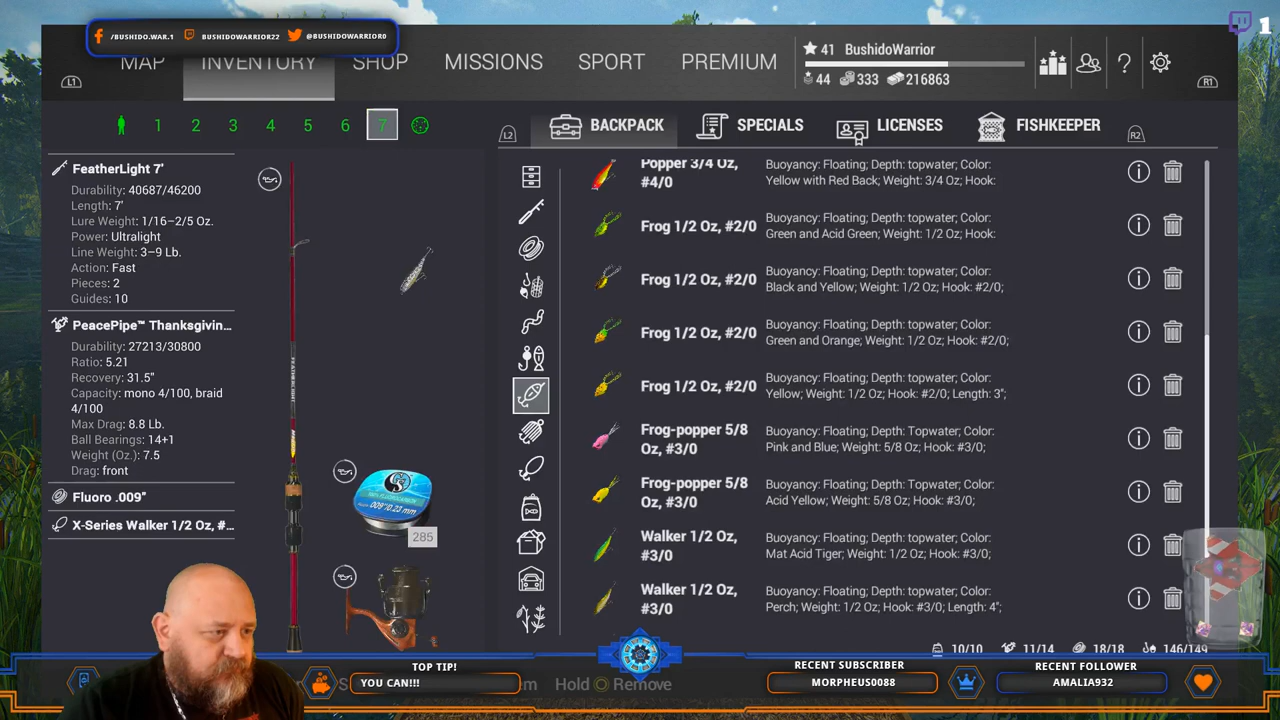 /BUSHIDO.WAR.1 BUSHIDOWARRIOR22 @BUSHIDOWARRIOR0
1
MAP INVENTORY SHOP MISSIONS SPORT PREMIUM
41 BushidoWarrior
44 333 216863
L1
R1
1 2 3 4 5 6 7
L2 BACKPACK SPECIALS LICENSES FISHKEEPER R2
FeatherLight 7'
Durability: 40687/46200
Length: 7'
Lure Weight: 1/16–2/5 Oz.
Power: Ultralight
Line Weight: 3–9 Lb.
Action: Fast
Pieces: 2
Guides: 10
PeacePipe™ Thanksgivin...
Durability: 27213/30800
Ratio: 5.21
Recovery: 31.5"
Capacity: mono 4/100, braid
4/100
Max Drag: 8.8 Lb.
Ball Bearings: 14+1
Weight (Oz.): 7.5
Drag: front
Fluoro .009"
X-Series Walker 1/2 Oz, #...
285
Popper 3/4 Oz,
#4/0
Buoyancy: Floating; Depth: topwater; Color:
Yellow with Red Back; Weight: 3/4 Oz; Hook:
Frog 1/2 Oz, #2/0
Buoyancy: Floating; Depth: topwater; Color:
Green and Acid Green; Weight: 1/2 Oz; Hook:
Frog 1/2 Oz, #2/0
Buoyancy: Floating; Depth: topwater; Color:
Black and Yellow; Weight: 1/2 Oz; Hook: #2/0;
Frog 1/2 Oz, #2/0
Buoyancy: Floating; Depth: topwater; Color:
Green and Orange; Weight: 1/2 Oz; Hook: #2/0;
Frog 1/2 Oz, #2/0
Buoyancy: Floating; Depth: topwater; Color:
Yellow; Weight: 1/2 Oz; Hook: #2/0; Length: 3";
Frog-popper 5/8
Oz, #3/0
Buoyancy: Floating; Depth: Topwater; Color:
Pink and Blue; Weight: 5/8 Oz; Hook: #3/0;
Frog-popper 5/8
Oz, #3/0
Buoyancy: Floating; Depth: Topwater; Color:
Acid Yellow; Weight: 5/8 Oz; Hook: #3/0;
Walker 1/2 Oz,
#3/0
Buoyancy: Floating; Depth: topwater; Color:
Mat Acid Tiger; Weight: 1/2 Oz; Hook: #3/0;
Walker 1/2 Oz,
#3/0
Buoyancy: Floating; Depth: topwater; Color:
Perch; Weight: 1/2 Oz; Hook: #3/0; Length: 4";
10/10 11/14 18/18 146/149
Hold Remove
TOP TIP!
YOU CAN!!!
RECENT SUBSCRIBER
MORPHEUS0088
RECENT FOLLOWER
AMALIA932